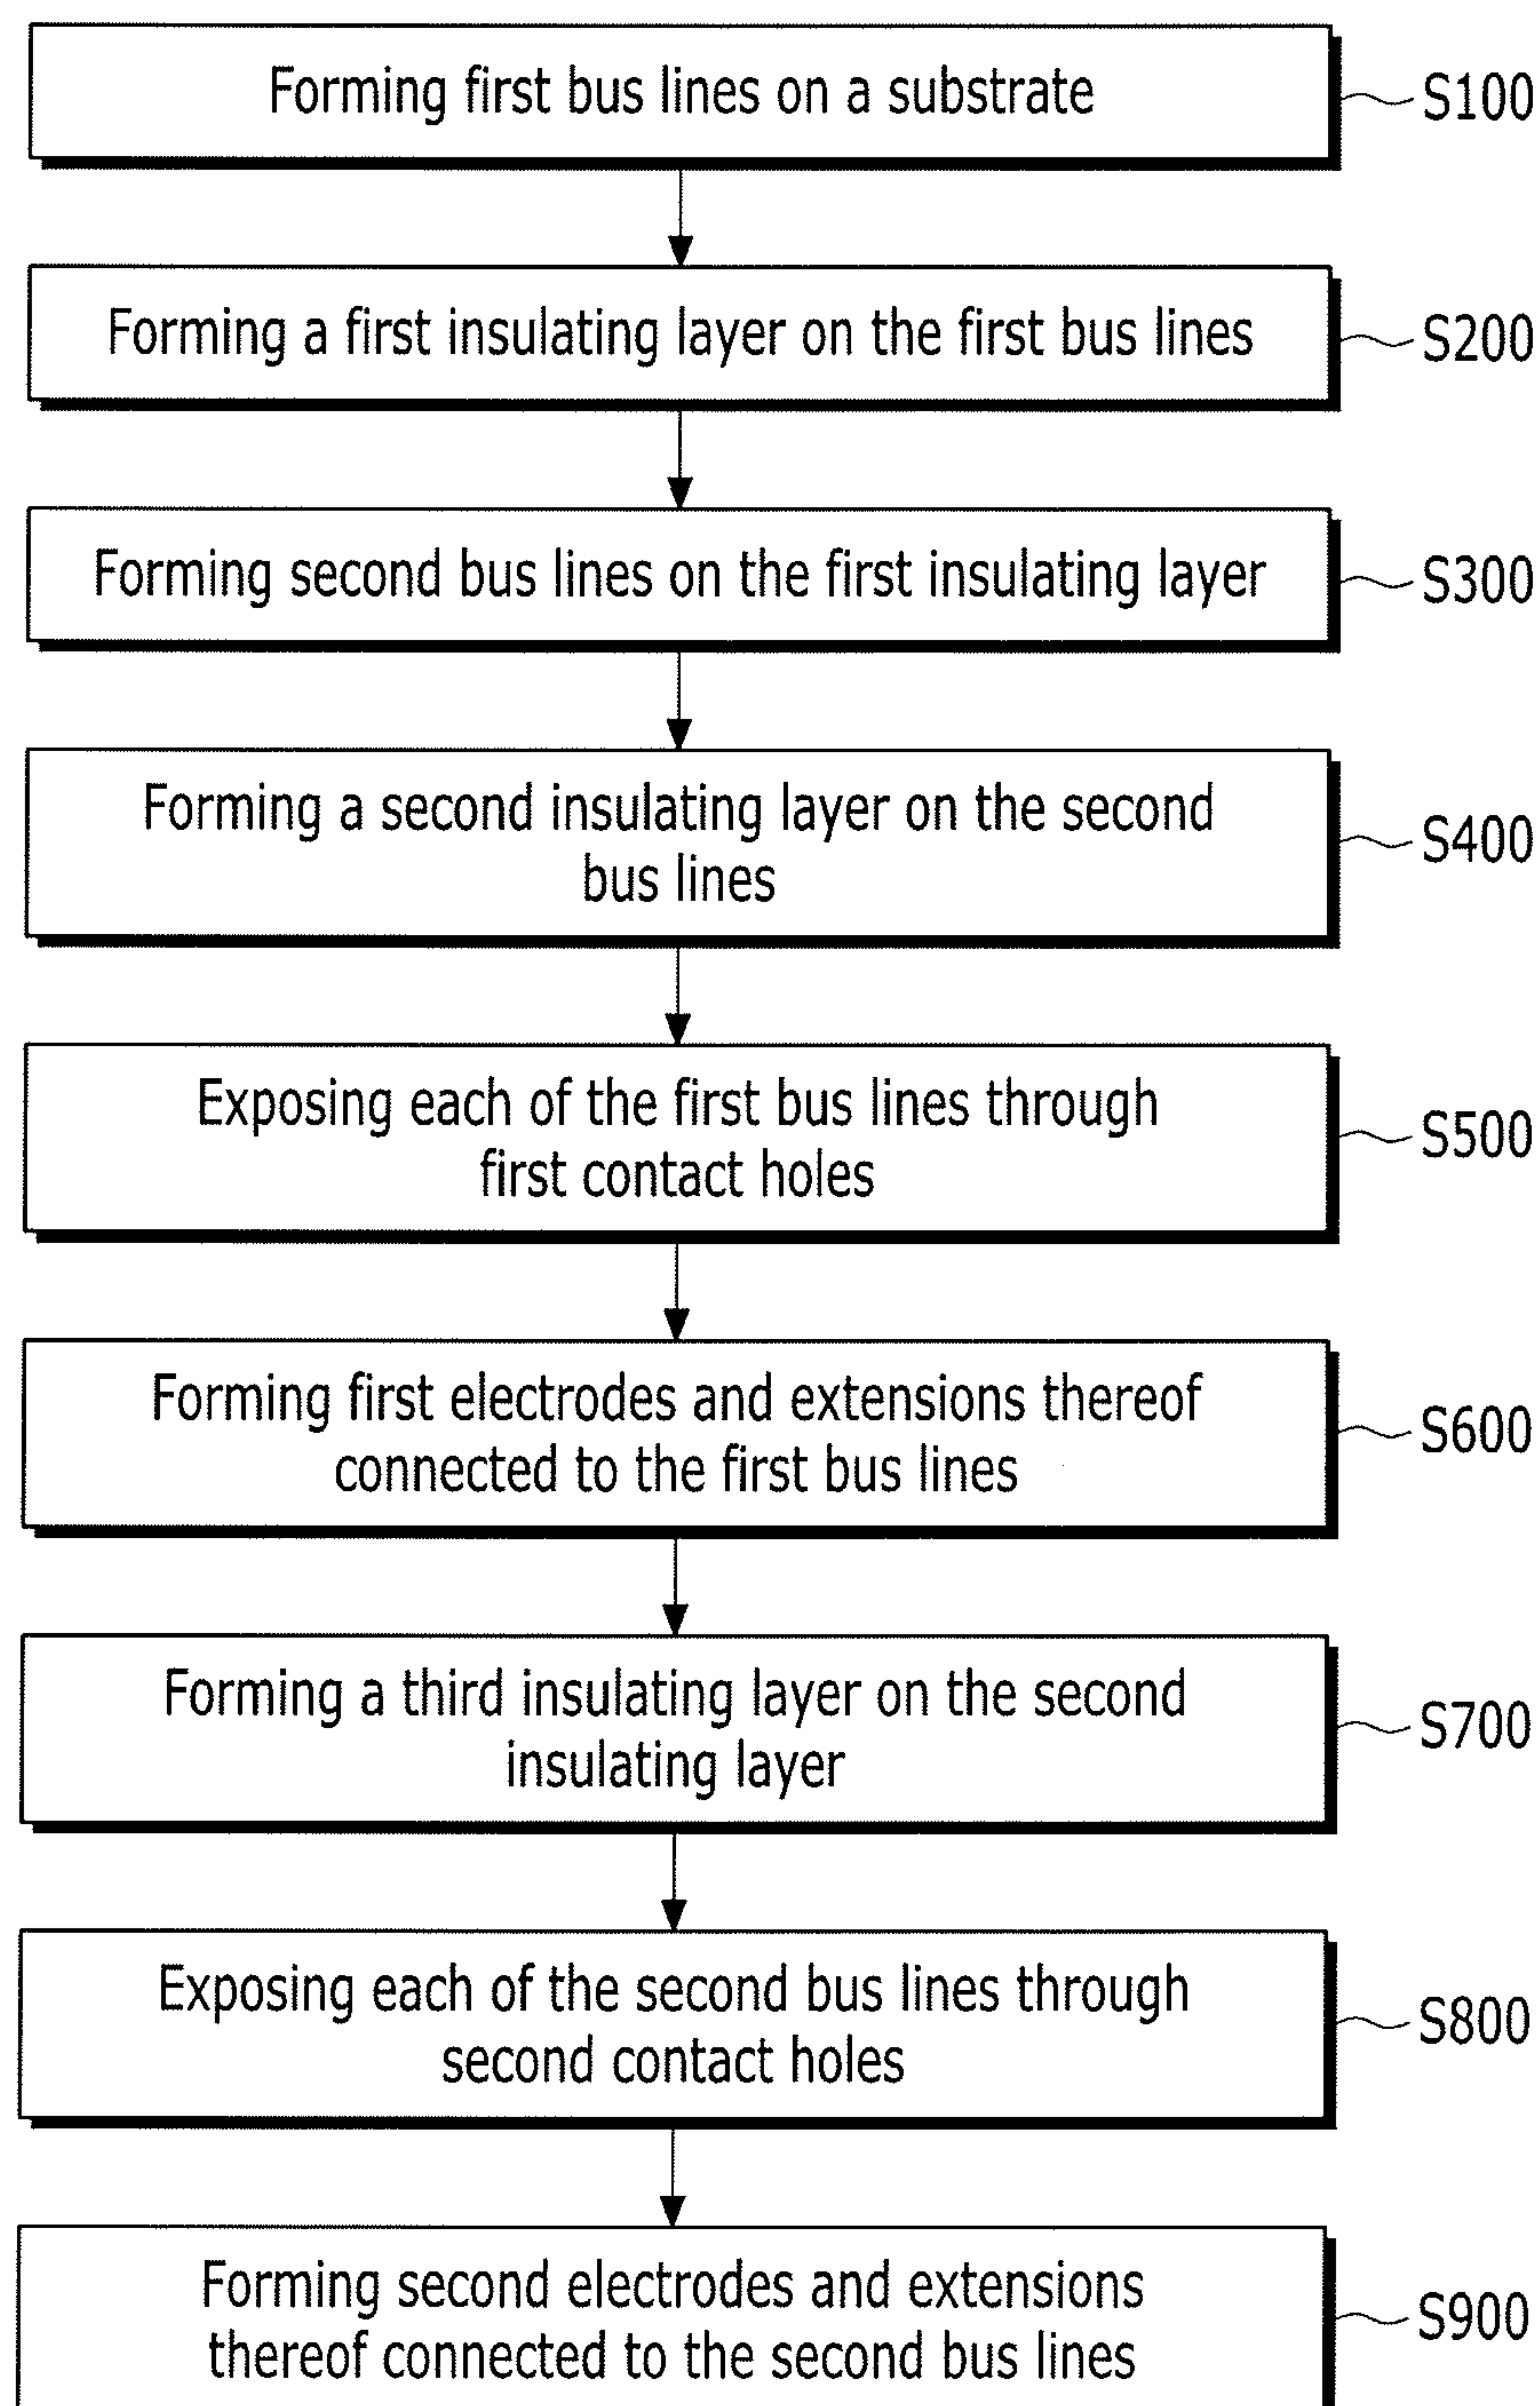 Forming first bus lines on a substrate
S100
Forming a first insulating layer on the first bus lines
S200
Forming second bus lines on the first insulating layer
S300
Forming a second insulating layer on the second
bus lines
S400
Exposing each of the first bus lines through
first contact holes
S500
Forming first electrodes and extensions thereof
connected to the first bus lines
S600
Forming a third insulating layer on the second
insulating layer
S700
Exposing each of the second bus lines through
second contact holes
S800
Forming second electrodes and extensions
thereof connected to the second bus lines
S900